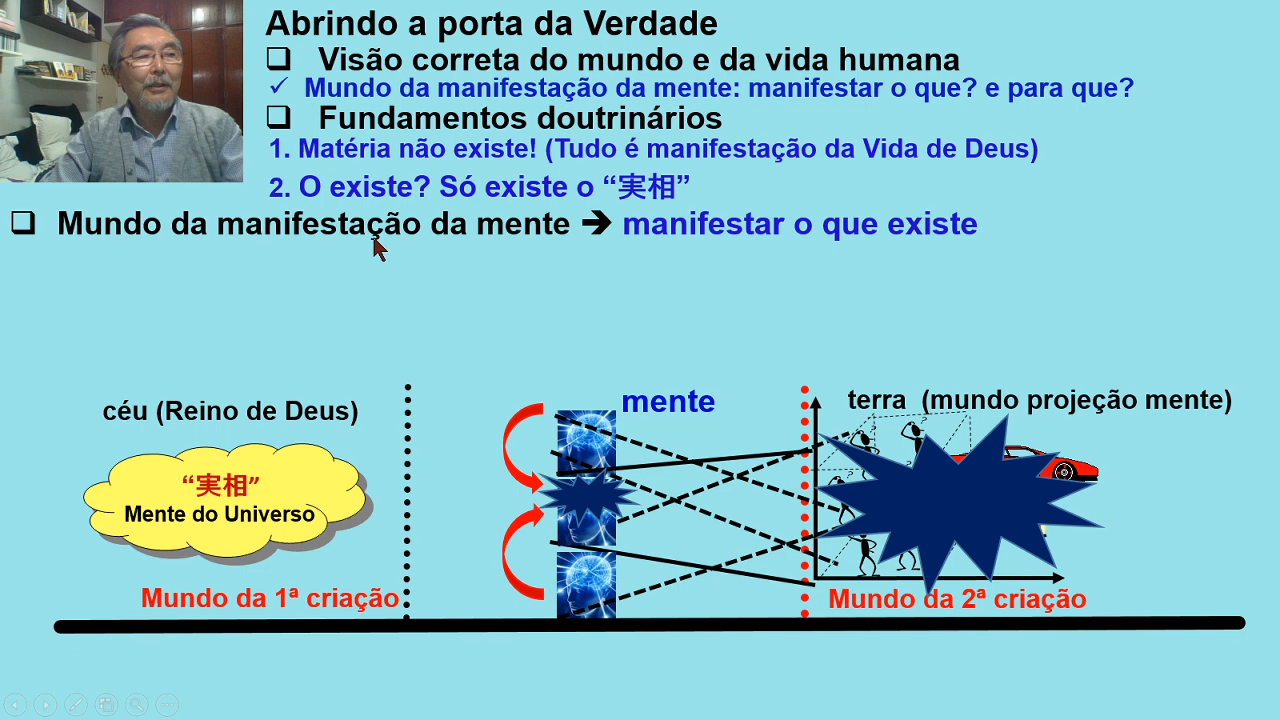 Abrindo a porta da Verdade
Visão correta do mundo e da vida humana
Mundo da manifestação da mente: manifestar o que? e para que?
Fundamentos doutrinários
1. Matéria não existe! (Tudo é manifestação da Vida de Deus)
2. O existe? Só existe o “実相”
Mundo da manifestação da mente ➔ manifestar o que existe
céu (Reino de Deus)
mente
terra (mundo projeção mente)
“実相”
Mente do Universo
Mundo da 1ª criação
Mundo da 2ª criação